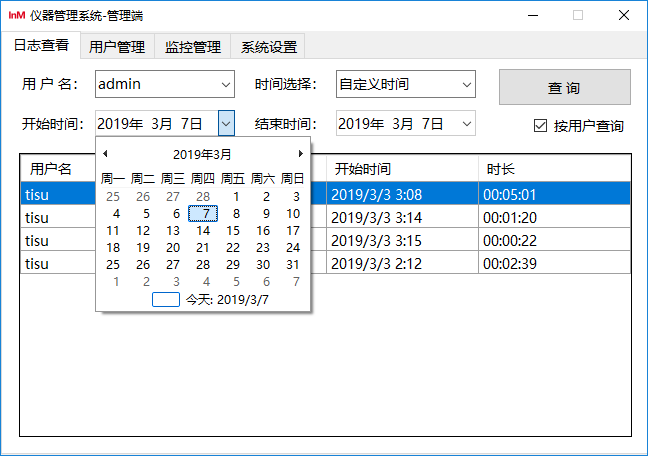 InM 仪器管理系统-管理端
日志查看 用户管理 监控管理 系统设置
用 户 名: admin 时间选择: 自定义时间 查 询
开始时间: 2019年 3月 7日 结束时间: 2019年 3月 7日 按用户查询
用户名 开始时间 时长
tisu 2019/3/3 3:08 00:05:01
tisu 2019/3/3 3:14 00:01:20
tisu 2019/3/3 3:15 00:00:22
tisu 2019/3/3 2:12 00:02:39
2019年3月
周一 周二 周三 周四 周五 周六 周日
25 26 27 28 1 2 3
4 5 6 7 8 9 10
11 12 13 14 15 16 17
18 19 20 21 22 23 24
25 26 27 28 29 30 31
1 2 3 4 5 6 7
今天: 2019/3/7